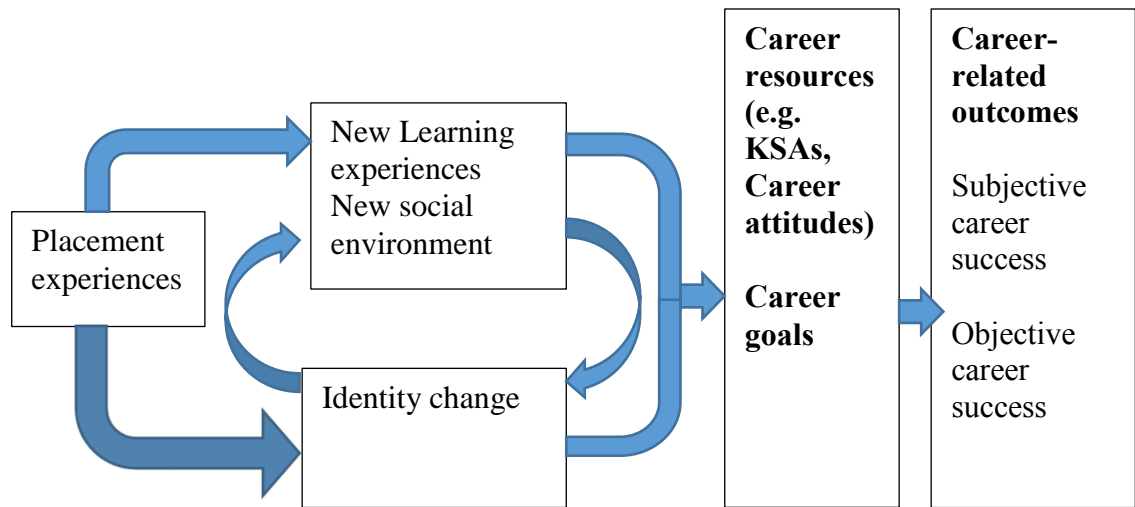 Placement
experiences
New Learning
experiences
New social
environment
Identity change
Career
resources
(e.g.
KSAs,
Career
attitudes)
Career
goals
Career-
related
outcomes
Subjective
career
success
Objective
career
success